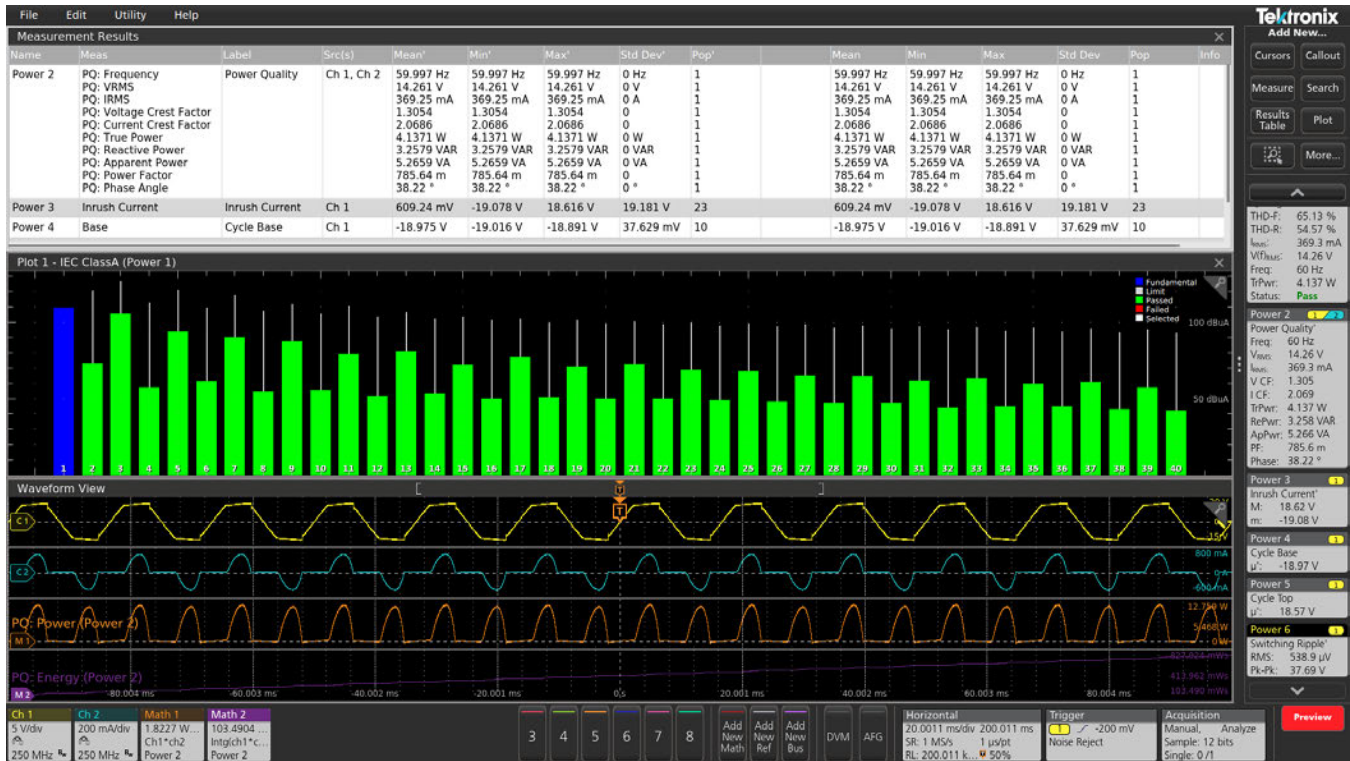 File Edit Utility Help
Tektronix
Add New...
Measurement Results
Name Meas Label Src(s) Mean' Min' Max' Std Dev' Pop' Mean Min Max Std Dev Pop Info
Power 2 PQ: Frequency Power Quality Ch 1, Ch 2 59.997 Hz 59.997 Hz 59.997 Hz 0 Hz 1 59.997 Hz 59.997 Hz 59.997 Hz 0 Hz 1
PQ: VRMS 14.261 V 14.261 V 14.261 V 0 V 1 14.261 V 14.261 V 14.261 V 0 V 1
PQ: IRMS 369.25 mA 369.25 mA 369.25 mA 0 A 1 369.25 mA 369.25 mA 369.25 mA 0 A 1
PQ: Voltage Crest Factor 1.3054 1.3054 1.3054 0 1 1.3054 1.3054 1.3054 0 1
PQ: Current Crest Factor 2.0686 2.0686 2.0686 0 1 2.0686 2.0686 2.0686 0 1
PQ: True Power 4.1371 W 4.1371 W 4.1371 W 0 W 1 4.1371 W 4.1371 W 4.1371 W 0 W 1
PQ: Reactive Power 3.2579 VAR 3.2579 VAR 3.2579 VAR 0 VAR 1 3.2579 VAR 3.2579 VAR 3.2579 VAR 0 VAR 1
PQ: Apparent Power 5.2659 VA 5.2659 VA 5.2659 VA 0 VA 1 5.2659 VA 5.2659 VA 5.2659 VA 0 VA 1
PQ: Power Factor 785.64 m 785.64 m 785.64 m 0 1 785.64 m 785.64 m 785.64 m 0 1
PQ: Phase Angle 38.22 ° 38.22 ° 38.22 ° 0 ° 1 38.22 ° 38.22 ° 38.22 ° 0 ° 1
Power 3 Inrush Current Inrush Current Ch 1 609.24 mV -19.078 V 18.616 V 19.181 V 23 609.24 mV -19.078 V 18.616 V 19.181 V 23
Power 4 Base Cycle Base Ch 1 -18.975 V -19.016 V -18.891 V 37.629 mV 10 -18.975 V -19.016 V -18.891 V 37.629 mV 10
Plot 1 - IEC ClassA (Power 1)
Fundamental
Limit
Passed
Failed
Selected
100 dBuA
50 dBuA
1 2 3 4 5 6 7 8 9 10 11 12 13 14 15 16 17 18 19 20 21 22 23 24 25 26 27 28 29 30 31 32 33 34 35 36 37 38 39 40
Waveform View
T
T
C 1
-15 V
800 mA
C 2
0 A
-600 mA
12.759 W
PQ: Power (Power 2)
5.468 W
M 1
0 W
PQ: Energy (Power 2)
413.962 mWs
M 2
103.490 mWs
-80.004 ms -60.003 ms -40.002 ms -20.001 ms 0 s 20.001 ms 40.002 ms 60.003 ms 80.004 ms
Cursors Callout
Measure Search
Results Table Plot
More...
THD-F: 65.13 %
THD-R: 54.57 %
IRMS: 369.3 mA
V(f)RMS: 14.26 V
Freq: 60 Hz
TrPwr: 4.137 W
Status: Pass
Power 2 1 2
Power Quality'
Freq: 60 Hz
VRMS: 14.26 V
IRMS: 369.3 mA
V CF: 1.305
I CF: 2.069
TrPwr: 4.137 W
RePwr: 3.258 VAR
ApPwr: 5.266 VA
PF: 785.6 m
Phase: 38.22 °
Power 3 1
Inrush Current'
M: 18.62 V
m: -19.08 V
Power 4 1
Cycle Base
µ': -18.97 V
Power 5 1
Cycle Top
µ': 18.57 V
Power 6 1
Switching Ripple'
RMS: 538.9 µV
Pk-Pk: 37.69 V
Ch 1
5 V/div
250 MHz
Ch 2
200 mA/div
250 MHz
Math 1
1.8227 W...
Ch1*ch2
Power 2
Math 2
103.4904 ...
Intg(ch1*c...
Power 2
3 4 5 6 7 8
Add New Math
Add New Ref
Add New Bus
DVM AFG
Horizontal
20.0011 ms/div 200.011 ms
SR: 1 MS/s 1 µs/pt
RL: 200.011 k... 50%
Trigger
1 -200 mV
Noise Reject
Acquisition
Manual, Analyze
Sample: 12 bits
Single: 0 /1
Preview